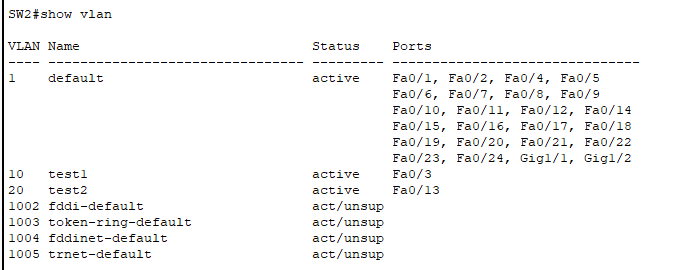 SW2#show vlan
VLAN Name                             Status    Ports
---- -------------------------------- --------- -------------------------------
1    default                          active    Fa0/1, Fa0/2, Fa0/4, Fa0/5
                                                Fa0/6, Fa0/7, Fa0/8, Fa0/9
                                                Fa0/10, Fa0/11, Fa0/12, Fa0/14
                                                Fa0/15, Fa0/16, Fa0/17, Fa0/18
                                                Fa0/19, Fa0/20, Fa0/21, Fa0/22
                                                Fa0/23, Fa0/24, Gig1/1, Gig1/2
10   test1                            active    Fa0/3
20   test2                            active    Fa0/13
1002 fddi-default                     act/unsup
1003 token-ring-default               act/unsup
1004 fddinet-default                  act/unsup
1005 trnet-default                    act/unsup